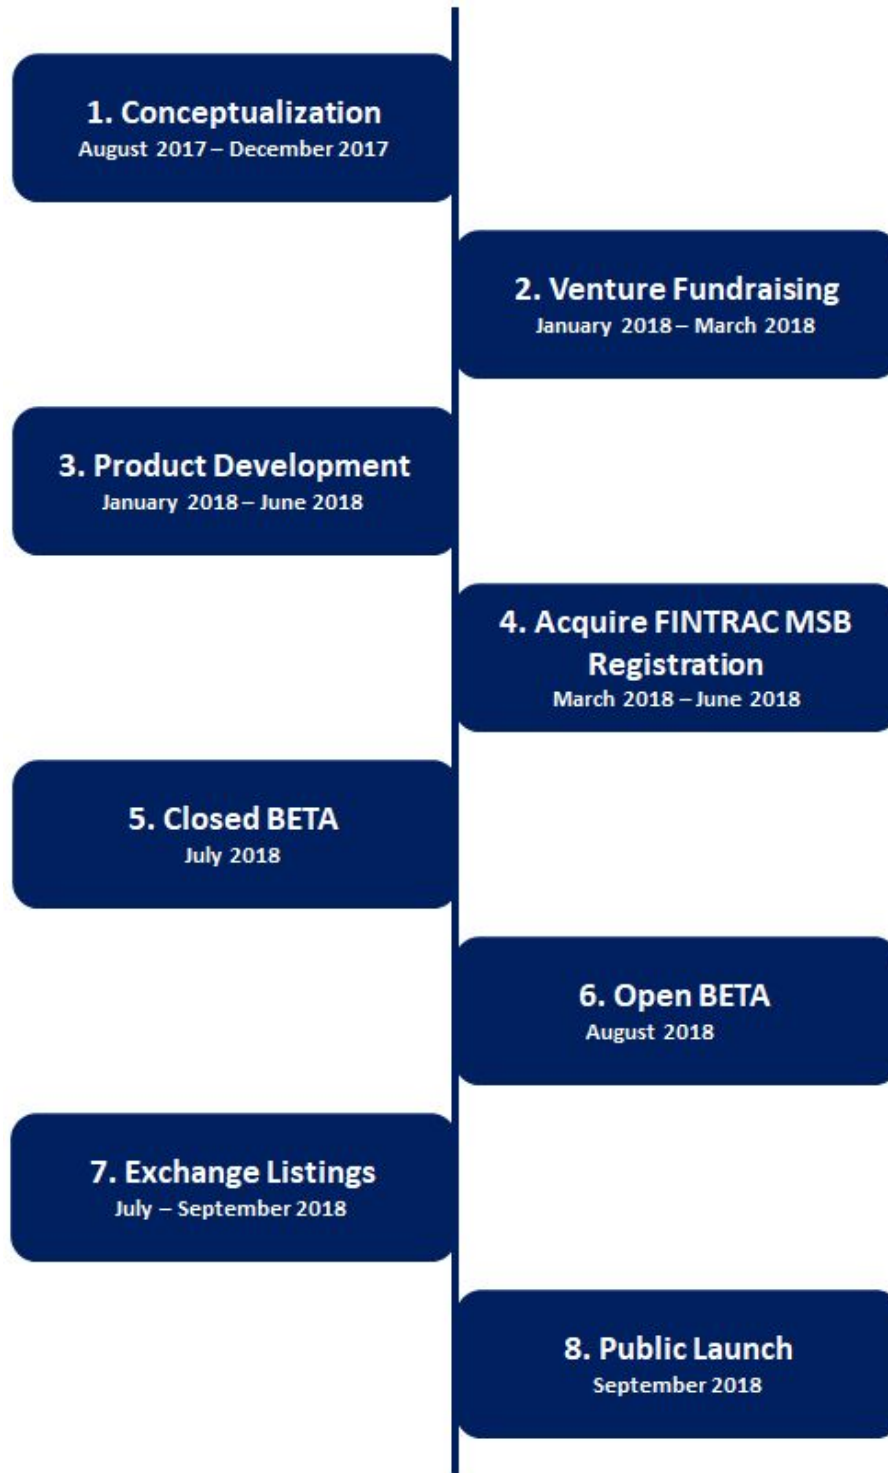 1. Conceptualization
August 2017 – December 2017
2. Venture Fundraising
January 2018 – March 2018
3. Product Development
January 2018 – June 2018
4. Acquire FINTRAC MSB
Registration
March 2018 – June 2018
5. Closed BETA
July 2018
6. Open BETA
August 2018
7. Exchange Listings
July – September 2018
8. Public Launch
September 2018